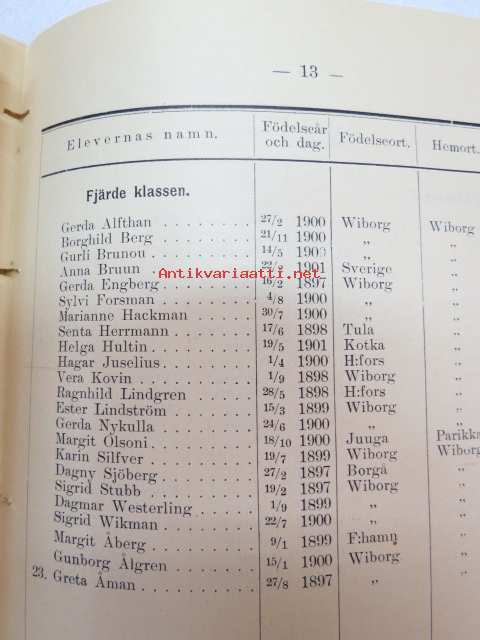 — 13 —
Elevernas namn. Födelseår och dag. Födelseort. Hemort.
Fjärde klassen.
Gerda Alfthan . . . . . . . 27/2 1900 Wiborg Wiborg
Borghild Berg . . . . . . . 21/11 1900 „ „
Gurli Brunou . . . . . . . 14/5 1900 „ „
Anna Bruun . . . . . . . 1901 Sverige „
Antikvariaatti.net
Gerda Engberg . . . . . . . 16/2 1897 Wiborg „
Sylvi Forsman . . . . . . . 4/8 1900 „ „
Marianne Hackman . . . . . 30/7 1900 „ „
Senta Herrmann . . . . . . 17/6 1898 Tula „
Helga Hultin . . . . . . . 19/5 1901 Kotka „
Hagar Juselius . . . . . . . 1/4 1900 H:fors „
Vera Kovin . . . . . . . . 1/9 1898 Wiborg „
Ragnhild Lindgren . . . . . 28/5 1898 H:fors „
Ester Lindström . . . . . . 15/3 1899 Wiborg „
Gerda Nykulla . . . . . . . 24/6 1900 „ „
Margit Olsoni . . . . . . . 18/10 1900 Juuga Parikka
Karin Silfver . . . . . . . 19/7 1899 Wiborg Wiborg
Dagny Sjöberg . . . . . . . 27/2 1897 Borgå „
Sigrid Stubb . . . . . . . 19/2 1897 Wiborg „
Dagmar Westerling . . . . . 1/9 1899 „ „
Sigrid Wikman . . . . . . . 22/7 1900 „ „
Margit Åberg . . . . . . . 9/1 1899 F:hamn „
Gunborg Ålgren . . . . . . 15/1 1900 Wiborg „
23. Greta Åman . . . . . . . 27/8 1897 „ „